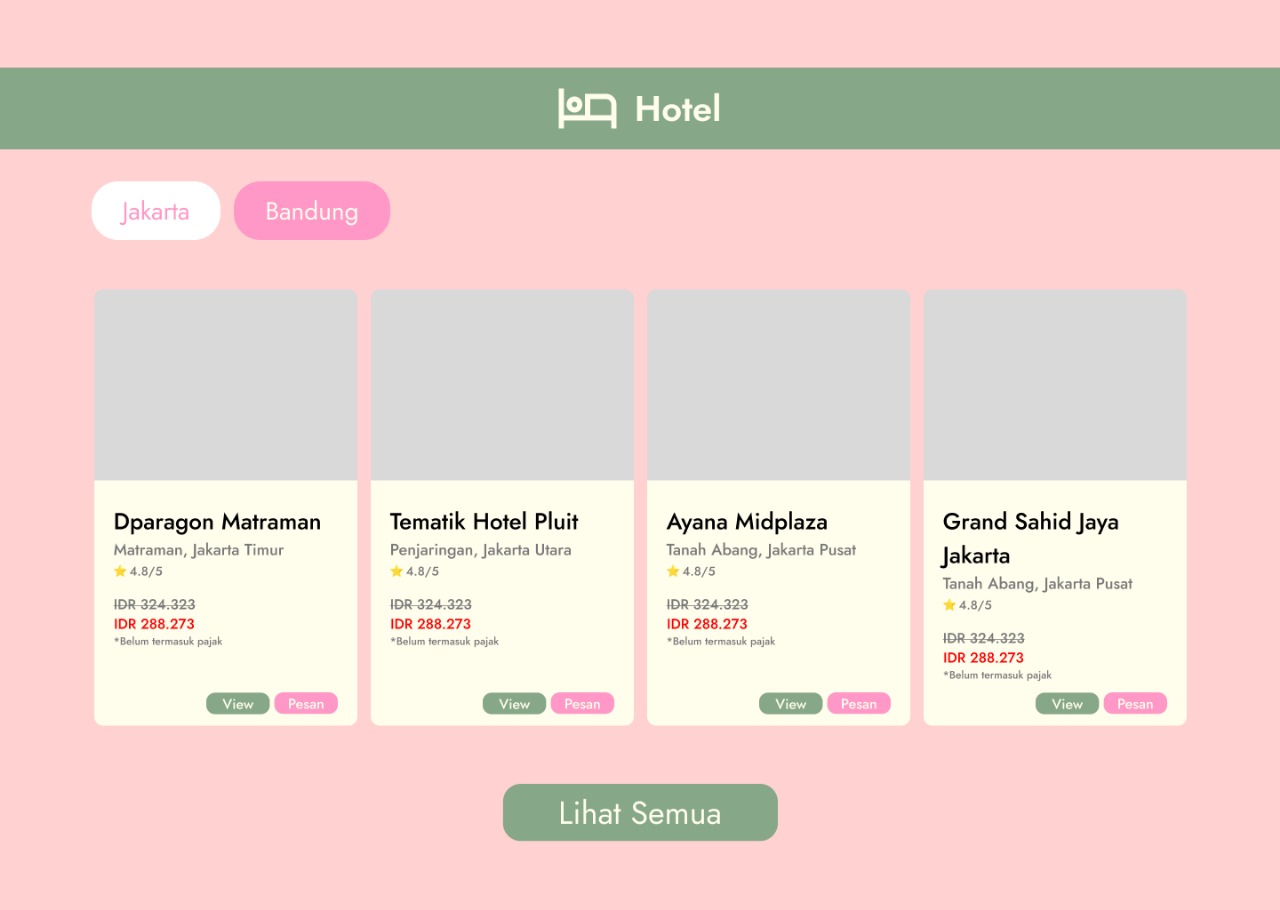 Hotel
Jakarta
Bandung
Dparagon Matraman
Matraman, Jakarta Timur
⭐ 4.8/5
IDR 324.323
IDR 288.273
*Belum termasuk pajak
View
Pesan
Tematik Hotel Pluit
Penjaringan, Jakarta Utara
⭐ 4.8/5
IDR 324.323
IDR 288.273
*Belum termasuk pajak
View
Pesan
Ayana Midplaza
Tanah Abang, Jakarta Pusat
⭐ 4.8/5
IDR 324.323
IDR 288.273
*Belum termasuk pajak
View
Pesan
Grand Sahid Jaya
Jakarta
Tanah Abang, Jakarta Pusat
⭐ 4.8/5
IDR 324.323
IDR 288.273
*Belum termasuk pajak
View
Pesan
Lihat Semua